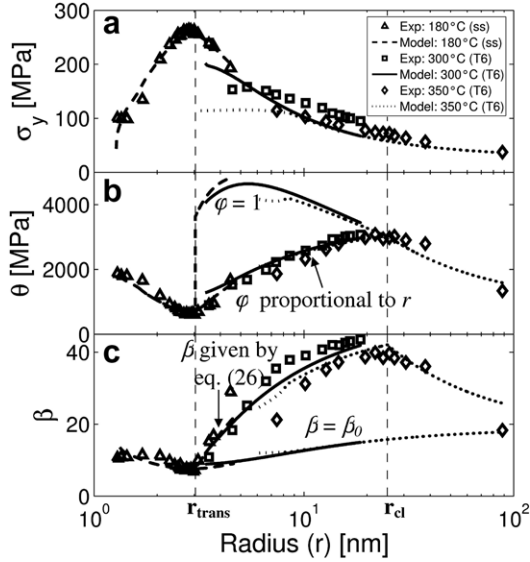 a
300
200
100
0
σy [MPa]
Exp: 180°C (ss)
Model: 180°C (ss)
Exp: 300°C (T6)
Model: 300°C (T6)
Exp: 350°C (T6)
Model: 350°C (T6)
b
4000
2000
0
θ [MPa]
φ = 1
φ proportional to r
c
40
20
0
β
β given by
eq. (26)
β = β0
10^0
r_trans
10^1
r_cl
10^2
Radius (r) [nm]